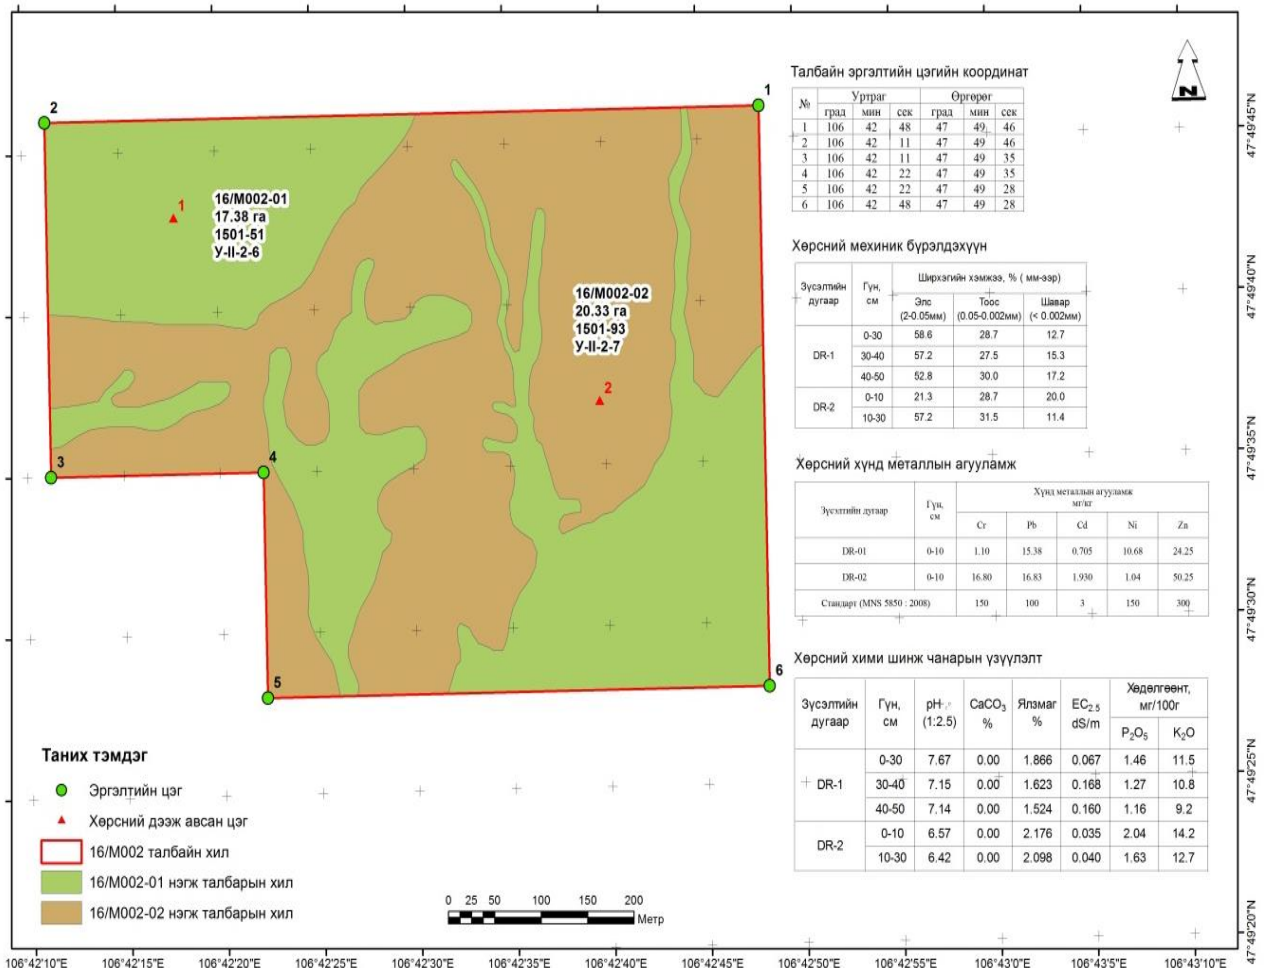 2
1
1
16/М002-01
17.38 га
1501-51
У-II-2-6
16/М002-02
20.33 га
1501-93
У-II-2-7
2
3
4
5
6
N
Талбайн эргэлтийн цэгийн координат
№ Уртраг Өргөрөг
град мин сек град мин сек
1 106 42 48 47 49 46
2 106 42 11 47 49 46
3 106 42 11 47 49 35
4 106 42 22 47 49 35
5 106 42 22 47 49 28
6 106 42 48 47 49 28
Хөрсний мехиник бүрэлдэхүүн
Зүсэлтийн дугаар Гүн, см Ширхэгийн хэмжээ, % ( мм-ээр)
Элс Тоос Шавар
(2-0.05мм) (0.05-0.002мм) (< 0.002мм)
DR-1 0-30 58.6 28.7 12.7
30-40 57.2 27.5 15.3
40-50 52.8 30.0 17.2
DR-2 0-10 21.3 28.7 20.0
10-30 57.2 31.5 11.4
Хөрсний хүнд металлын агууламж
Зүсэлтийн дугаар Гүн, см Хүнд металлын агууламж
мг/кг
Cr Pb Cd Ni Zn
DR-01 0-10 1.10 15.38 0.705 10.68 24.25
DR-02 0-10 16.80 16.83 1.930 1.04 50.25
Стандарт (MNS 5850 : 2008) 150 100 3 150 300
Хөрсний хими шинж чанарын үзүүлэлт
Зүсэлтийн дугаар Гүн, см pH (1:2.5) CaCO3 % Ялзмаг % EC2.5 dS/m Хөдөлгөөнт, мг/100г
P2O5 K2O
DR-1 0-30 7.67 0.00 1.866 0.067 1.46 11.5
30-40 7.15 0.00 1.623 0.168 1.27 10.8
40-50 7.14 0.00 1.524 0.160 1.16 9.2
DR-2 0-10 6.57 0.00 2.176 0.035 2.04 14.2
10-30 6.42 0.00 2.098 0.040 1.63 12.7
Таних тэмдэг
Эргэлтийн цэг
Хөрсний дээж авсан цэг
16/М002 талбайн хил
16/М002-01 нэгж талбарын хил
16/М002-02 нэгж талбарын хил
0 25 50 100 150 200
Метр
47°49'45"N
47°49'40"N
47°49'35"N
47°49'30"N
47°49'25"N
47°49'20"N
106°42'10"E 106°42'15"E 106°42'20"E 106°42'25"E 106°42'30"E 106°42'35"E 106°42'40"E 106°42'45"E 106°42'50"E 106°42'55"E 106°43'0"E 106°43'5"E 106°43'10"E